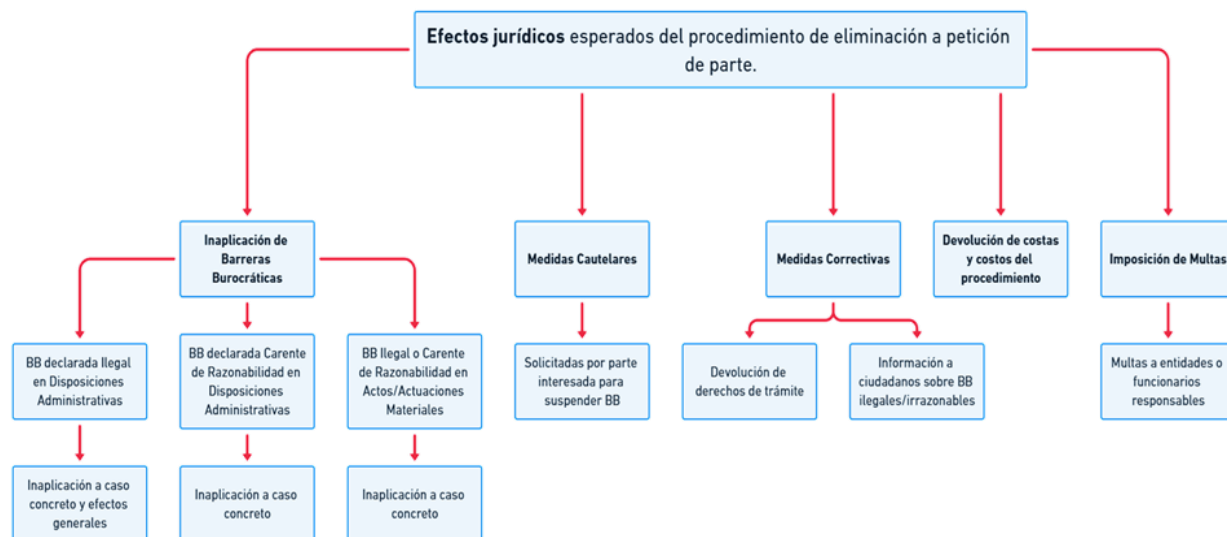 Efectos jurídicos esperados del procedimiento de eliminación a petición
de parte.
Inaplicación de
Barreras
Burocráticas
Medidas Cautelares
Medidas Correctivas
Devolución de costas
y costos del
procedimiento
Imposición de Multas
BB declarada Ilegal
en Disposiciones
Administrativas
BB declarada Carente
de Razonabilidad en
Disposiciones
Administrativas
BB Ilegal o Carente
de Razonabilidad en
Actos/Actuaciones
Materiales
Solicitadas por parte
interesada para
suspender BB
Devolución de
derechos de trámite
Información a
ciudadanos sobre BB
ilegales/irrazonables
Multas a entidades o
funcionarios
responsables
Inaplicación a caso
concreto y efectos
generales
Inaplicación a caso
concreto
Inaplicación a caso
concreto